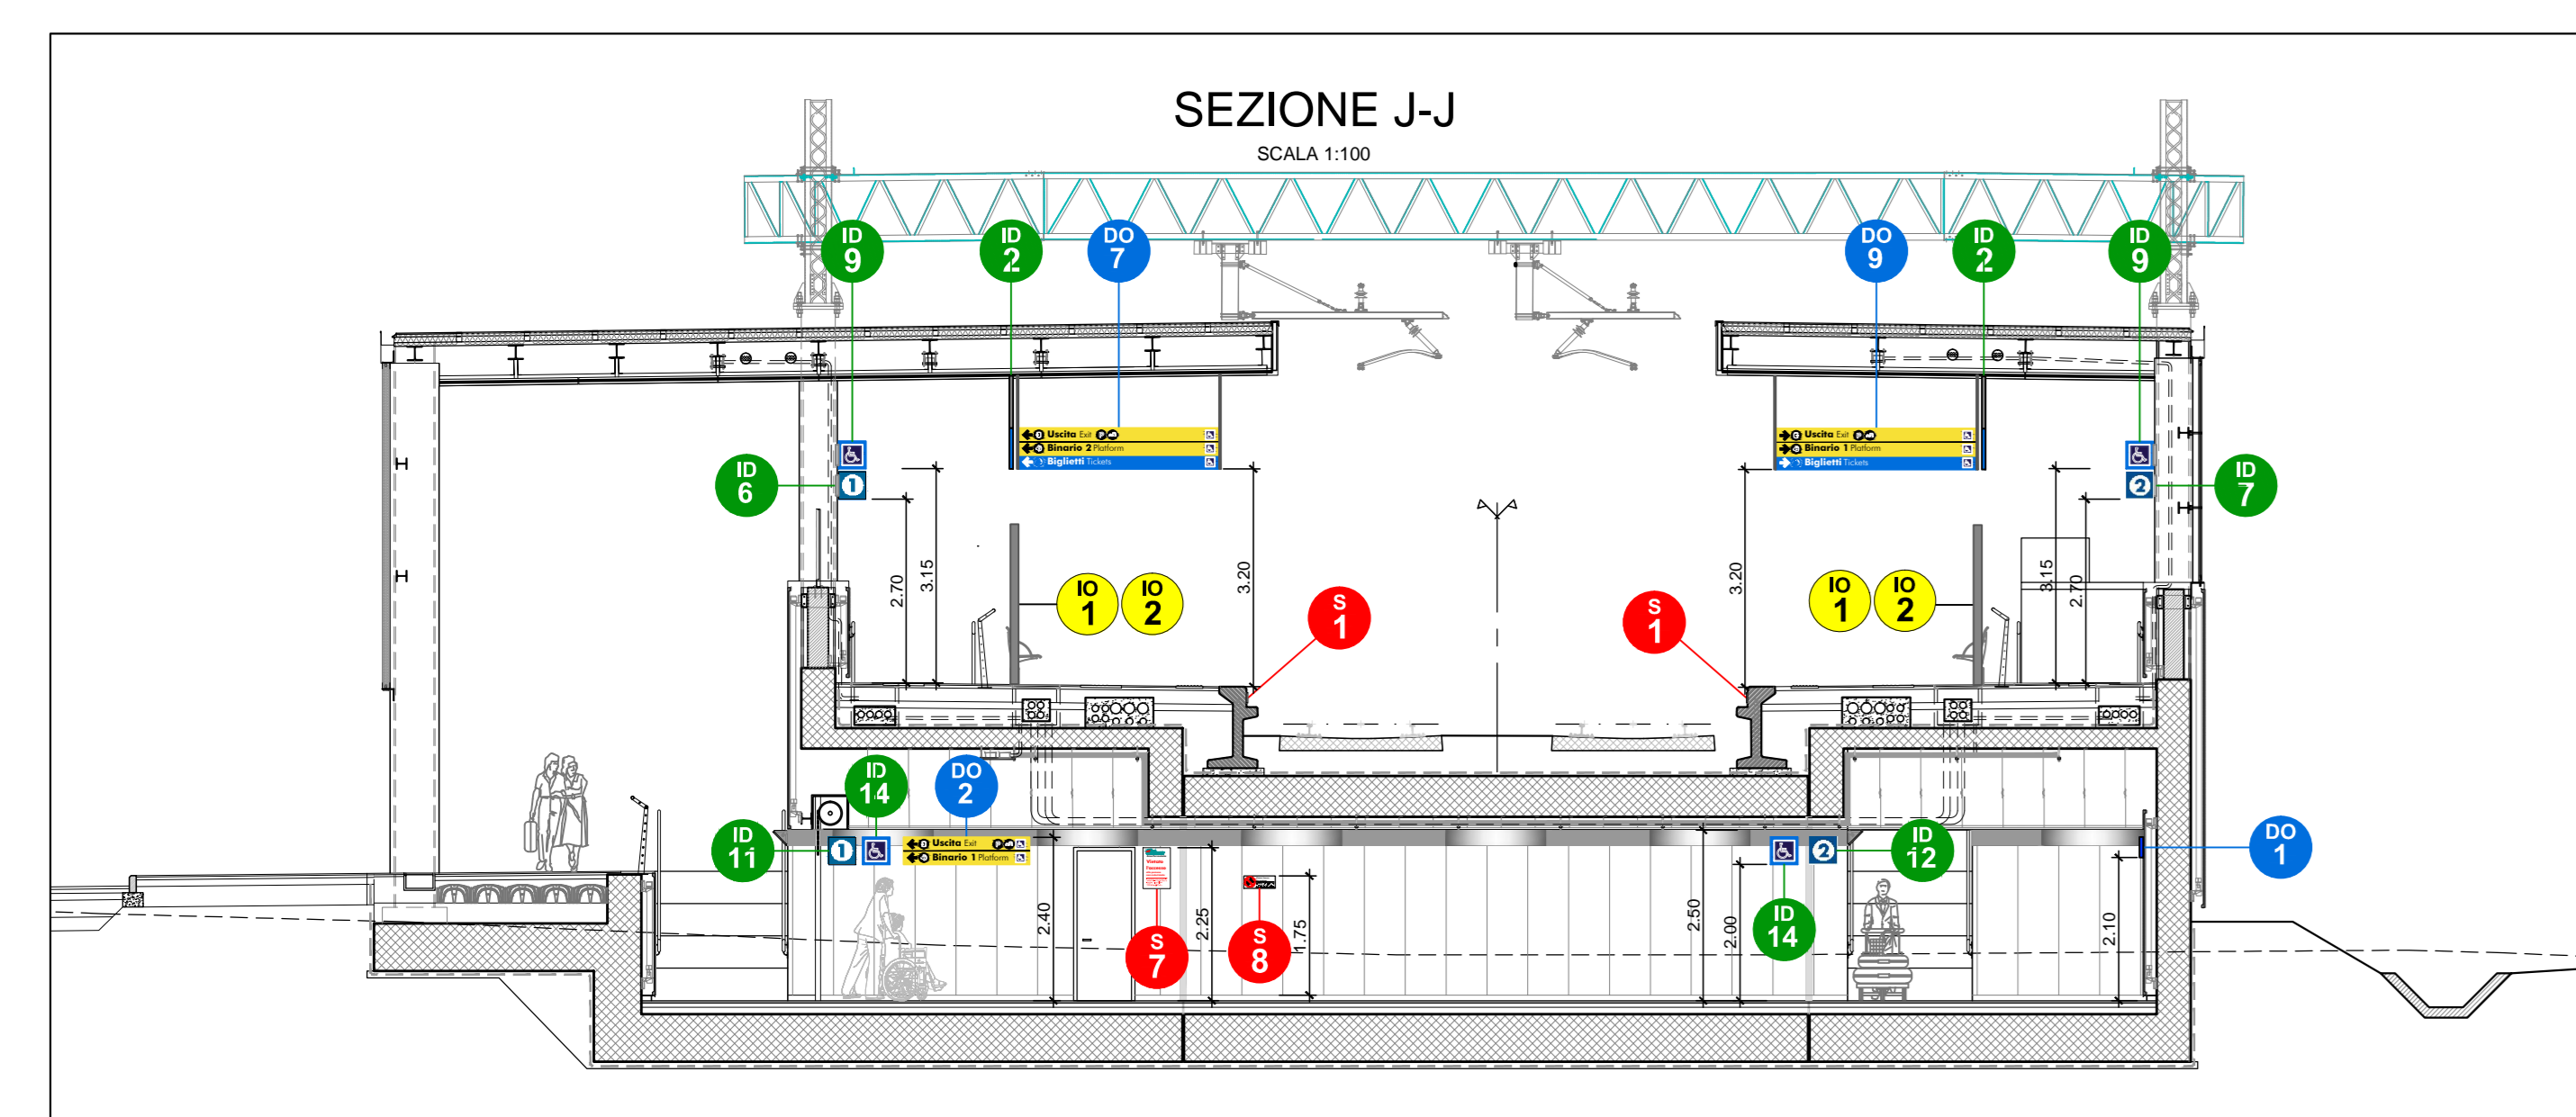 SEZIONE J-J
SCALA 1:100
ID 9
ID 2
DO 7
DO 9
ID 2
ID 9
Uscita Exit
Binario 2 Platform
Biglietti Tickets
Uscita Exit
Binario 1 Platform
Biglietti Tickets
ID 6
1
2
ID 7
2.70
3.15
3.20
3.20
3.15
2.70
IO 1
IO 2
S 1
S 1
IO 1
IO 2
ID 14
DO 2
ID 11
1
Uscita Exit
Binario 1 Platform
2
ID 12
DO 1
2.40
S 7
2.25
S 8
1.75
2.50
2.00
ID 14
2.10